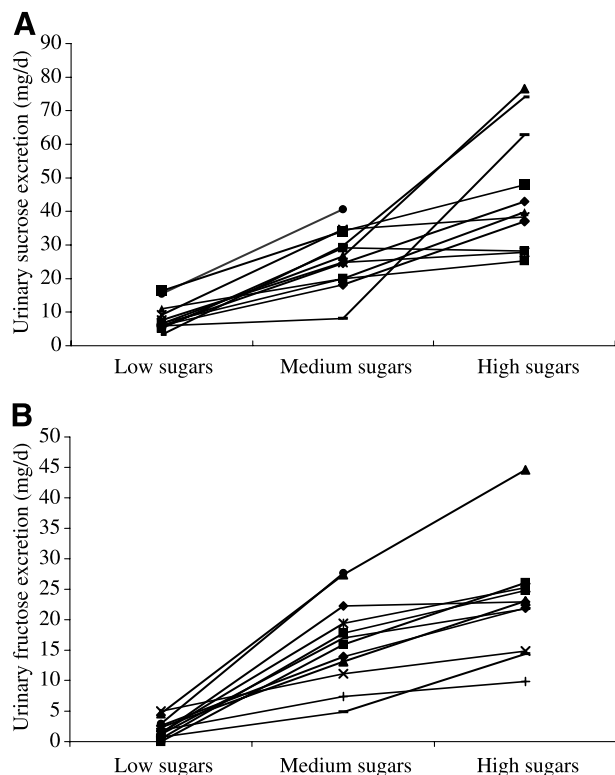 A
Urinary sucrose excretion (mg/d)
90
80
70
60
50
40
30
20
10
0
Low sugars
Medium sugars
High sugars
B
Urinary fructose excretion (mg/d)
50
45
40
35
30
25
20
15
10
5
0
Low sugars
Medium sugars
High sugars